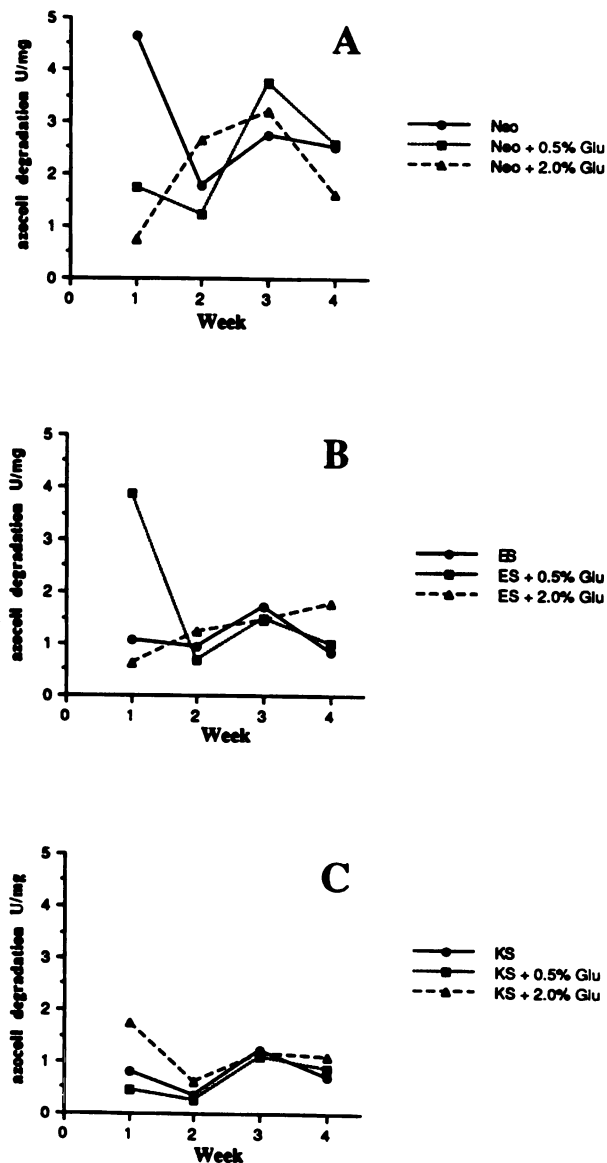 A
azocoll degradation U/mg
5
4
3
2
1
0
0 1 2 3 4
Week
Neo
Neo + 0.5% Glu
Neo + 2.0% Glu
B
azocoll degradation U/mg
5
4
3
2
1
0
0 1 2 3 4
Week
ES
ES + 0.5% Glu
ES + 2.0% Glu
C
azocoll degradation U/mg
5
4
3
2
1
0
0 1 2 3 4
Week
KS
KS + 0.5% Glu
KS + 2.0% Glu